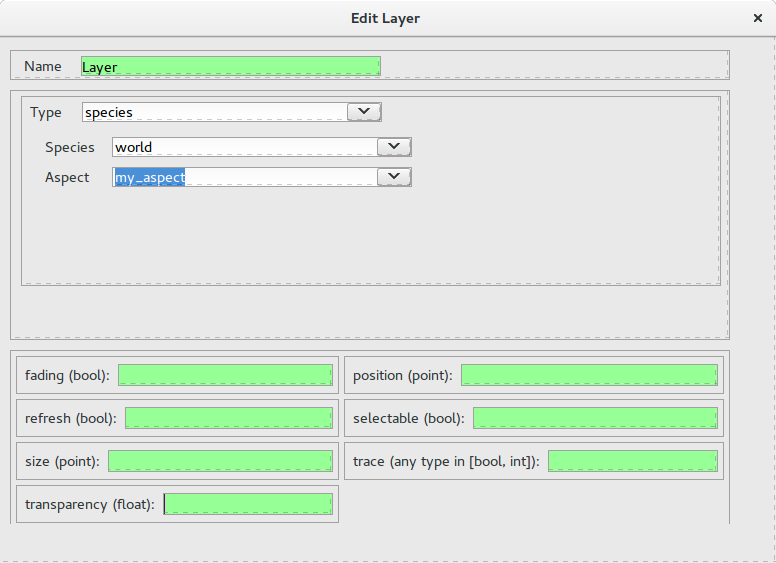 Edit Layer
Name Layer
Type species
Species world
Aspect my_aspect
fading (bool): position (point):
refresh (bool): selectable (bool):
size (point): trace (any type in [bool, int]):
transparency (float):